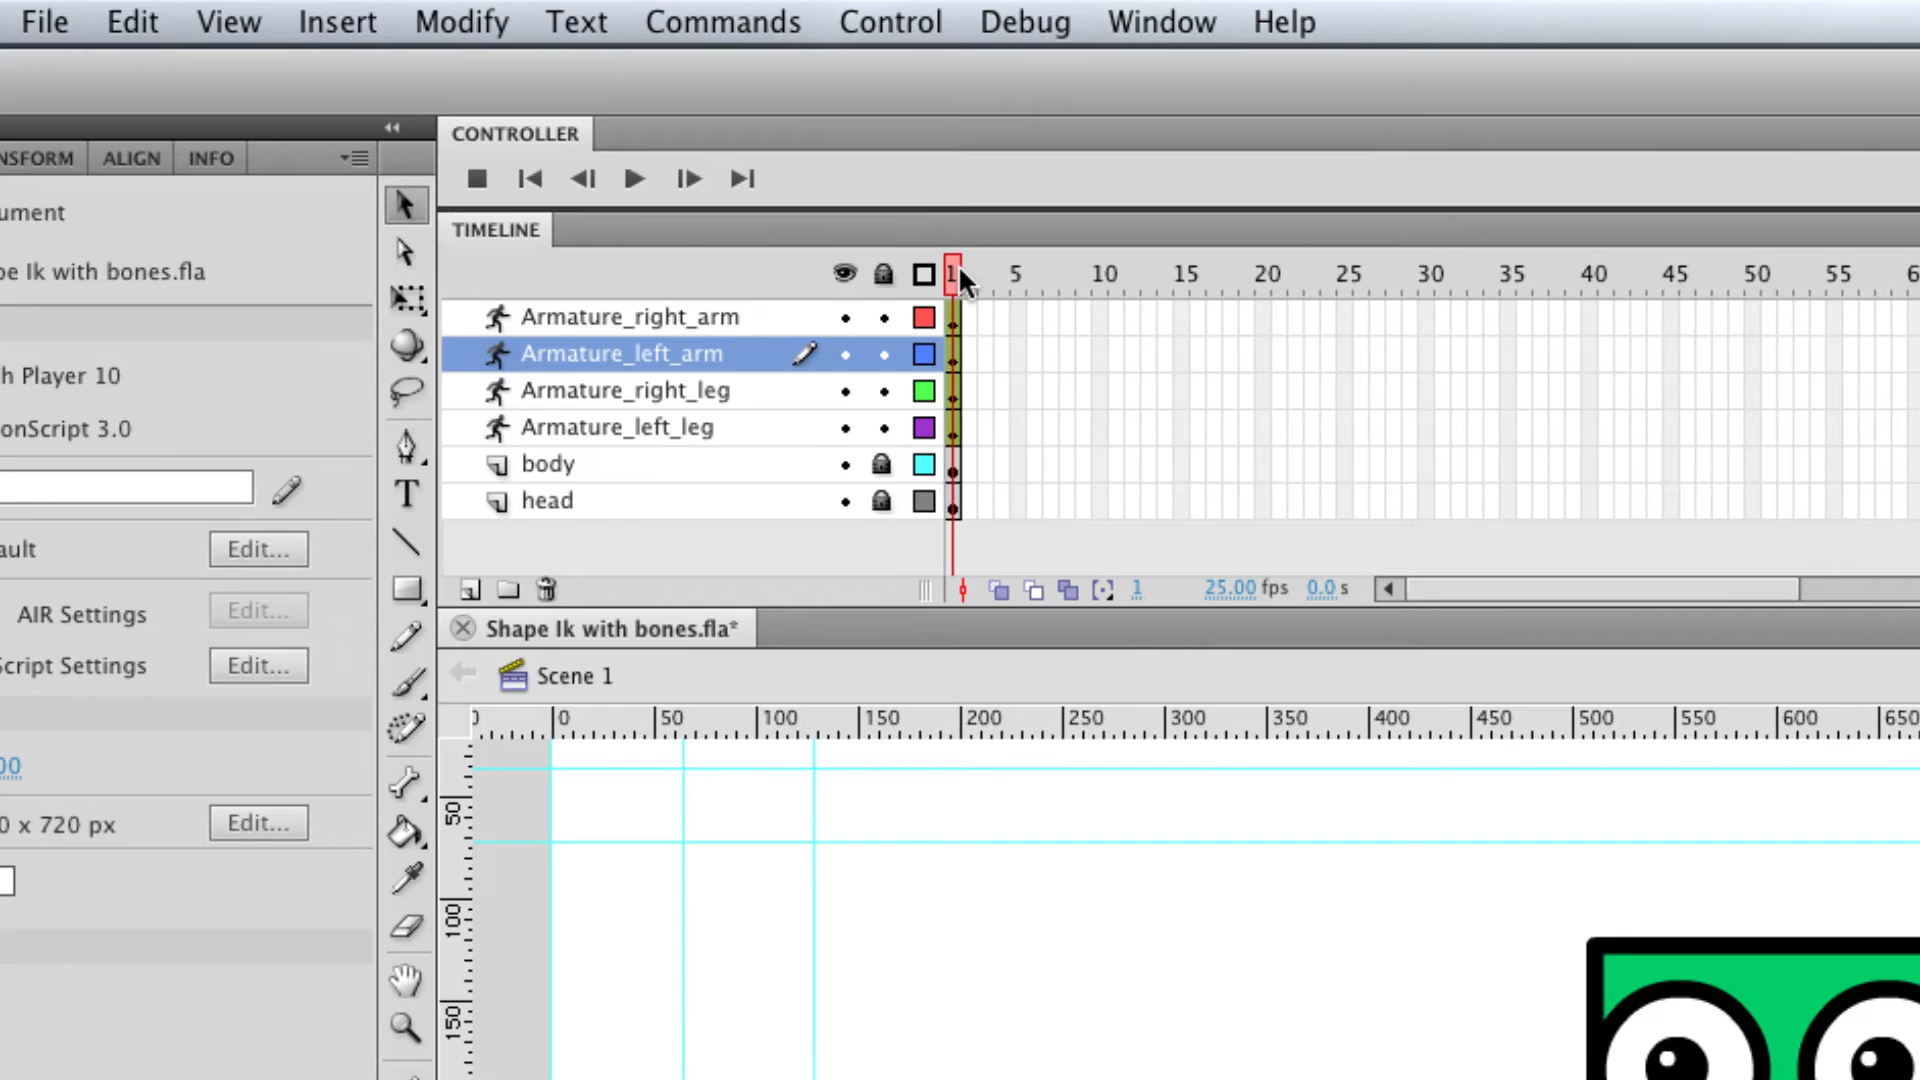 File Edit View Insert Modify Text Commands Control Debug Window Help
CONTROLLER
NSFORM ALIGN INFO
ument
TIMELINE
pe Ik with bones.fla
1 5 10 15 20 25 30 35 40 45 50 55 6
Armature_right_arm
Armature_left_arm
h Player 10
Armature_right_leg
onScript 3.0
Armature_left_leg
body
T
head
ault Edit...
1 25.00 fps 0.0 s
AIR Settings Edit...
Shape Ik with bones.fla*
Script Settings Edit...
Scene 1
0 50 100 150 200 250 300 350 400 450 500 550 600 650
00
0 x 720 px Edit...
50
100
150